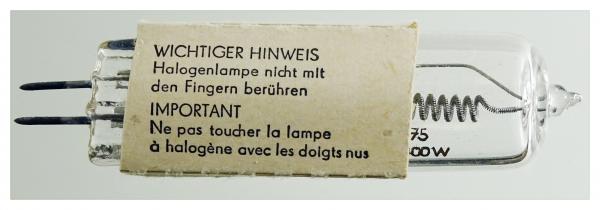 WICHTIGER HINWEIS
Halogenlampe nicht mit
den Fingern berühren
IMPORTANT
Ne pas toucher la lampe
à halogène avec les doigts nus
75
00W